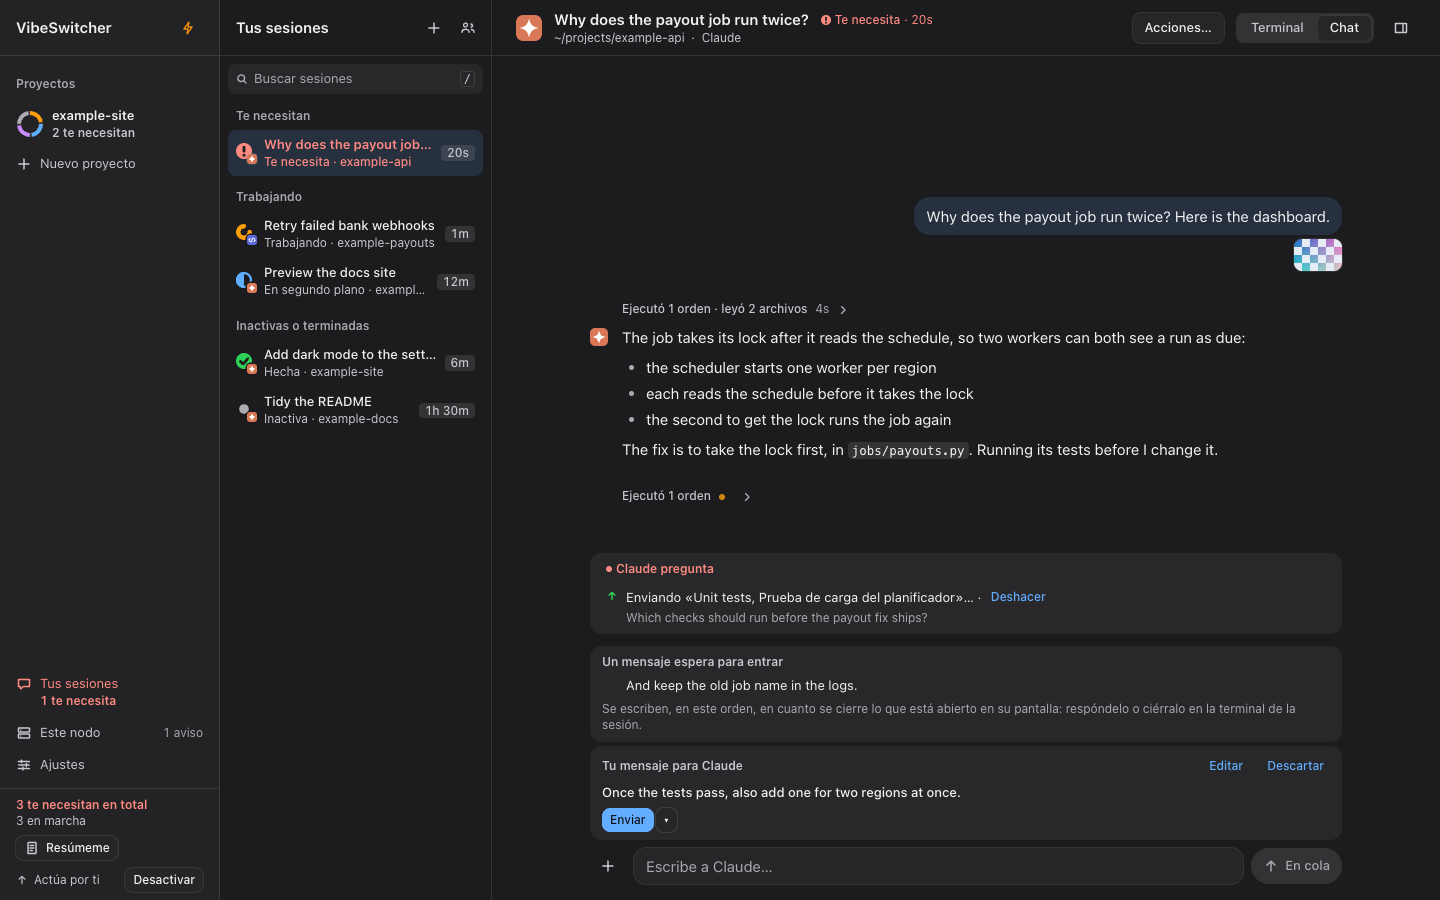 VibeSwitcher
Proyectos
example-site
2 te necesitan
Nuevo proyecto
Tus sesiones
1 te necesita
Este nodo
1 aviso
Ajustes
3 te necesitan en total
3 en marcha
Resúmeme
Actúa por ti
Desactivar
Tus sesiones
Buscar sesiones
/
Te necesitan
Why does the payout job...
20s
Te necesita · example-api
Trabajando
Retry failed bank webhooks
1m
Trabajando · example-payouts
Preview the docs site
12m
En segundo plano · exampl...
Inactivas o terminadas
Add dark mode to the sett...
6m
Hecha · example-site
Tidy the README
1h 30m
Inactiva · example-docs
Why does the payout job run twice?
Te necesita · 20s
~/projects/example-api · Claude
Acciones...
Terminal
Chat
Why does the payout job run twice? Here is the dashboard.
Ejecutó 1 orden · leyó 2 archivos 4s
The job takes its lock after it reads the schedule, so two workers can both see a run as due:
• the scheduler starts one worker per region
• each reads the schedule before it takes the lock
• the second to get the lock runs the job again
The fix is to take the lock first, in jobs/payouts.py. Running its tests before I change it.
Ejecutó 1 orden
Claude pregunta
Enviando «Unit tests, Prueba de carga del planificador»... · Deshacer
Which checks should run before the payout fix ships?
Un mensaje espera para entrar
And keep the old job name in the logs.
Se escriben, en este orden, en cuanto se cierre lo que está abierto en su pantalla: respóndelo o ciérralo en la terminal de la
sesión.
Tu mensaje para Claude
Editar
Descartar
Once the tests pass, also add one for two regions at once.
Enviar
Escribe a Claude...
En cola